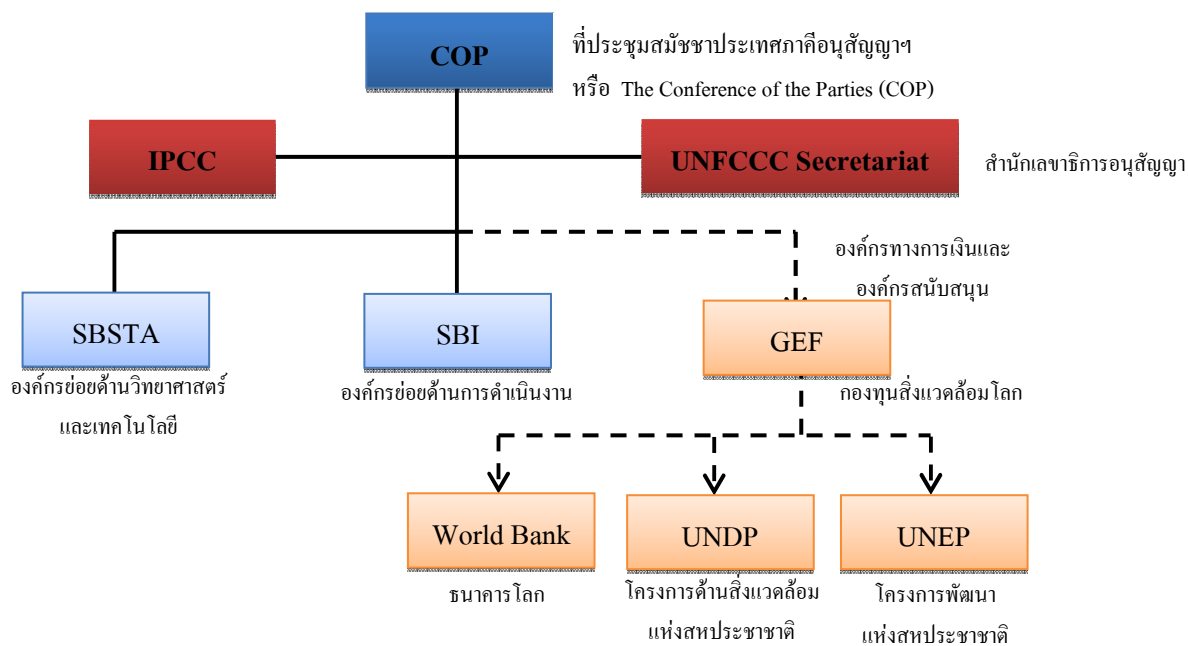 COP
ที่ประชุมสมัชชาประเทศภาคีอนุสัญญาฯ
หรือ The Conference of the Parties (COP)
IPCC
UNFCCC Secretariat
สำนักเลขาธิการอนุสัญญา
องค์กรทางการเงินและ
องค์กรสนับสนุน
SBSTA
องค์กรย่อยด้านวิทยาศาสตร์
และเทคโนโลยี
SBI
องค์กรย่อยด้านการดำเนินงาน
GEF
กองทุนสิ่งแวดล้อมโลก
World Bank
ธนาคารโลก
UNDP
โครงการด้านสิ่งแวดล้อม
แห่งสหประชาชาติ
UNEP
โครงการพัฒนา
แห่งสหประชาชาติ